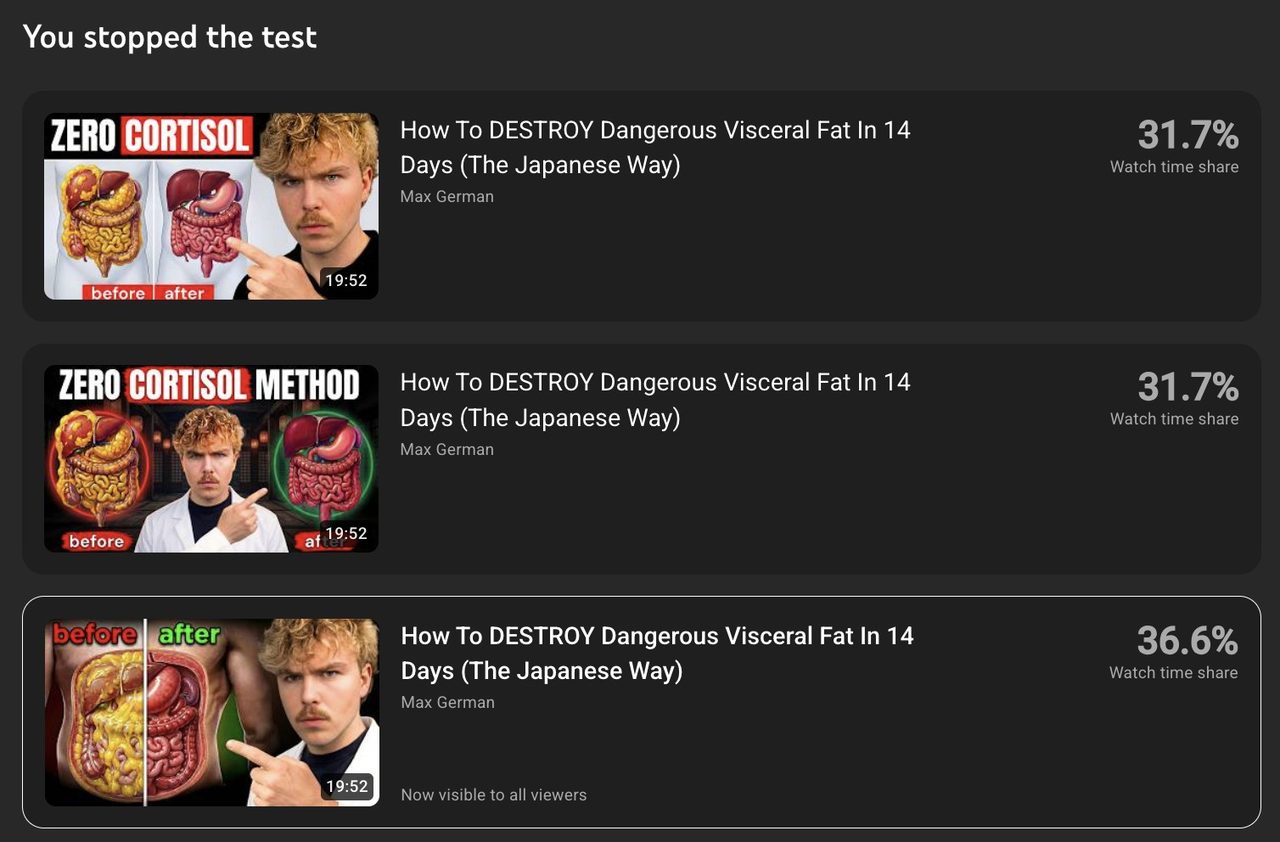 You stopped the test
ZERO CORTISOL
before after
19:52
How To DESTROY Dangerous Visceral Fat In 14
Days (The Japanese Way)
Max German
31.7%
Watch time share
ZERO CORTISOL METHOD
before
after
19:52
How To DESTROY Dangerous Visceral Fat In 14
Days (The Japanese Way)
Max German
31.7%
Watch time share
before after
19:52
How To DESTROY Dangerous Visceral Fat In 14
Days (The Japanese Way)
Max German
Now visible to all viewers
36.6%
Watch time share